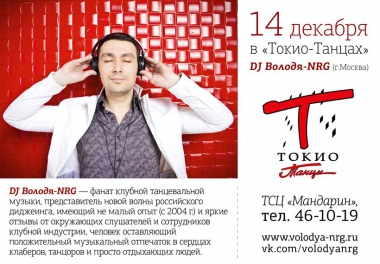 14 декабря
в «Токио-Танцах»
DJ Володя-NRG (г.Москва)
Т
ТОКИО
Танцы
DJ Володя-NRG — фанат клубной танцевальной
музыки, представитель новой волны российского
диджеинга, имеющий не малый опыт (с 2004 г) и яркие
отзывы от окружающих слушателей и сотрудников
клубной индустрии, человек оставляющий
положительный музыкальный отпечаток в сердцах
клаберов, танцоров и просто отдыхающих людей.
ТСЦ «Мандарин»,
тел. 46-10-19
www.volodya-nrg.ru
vk.com/volodyanrg